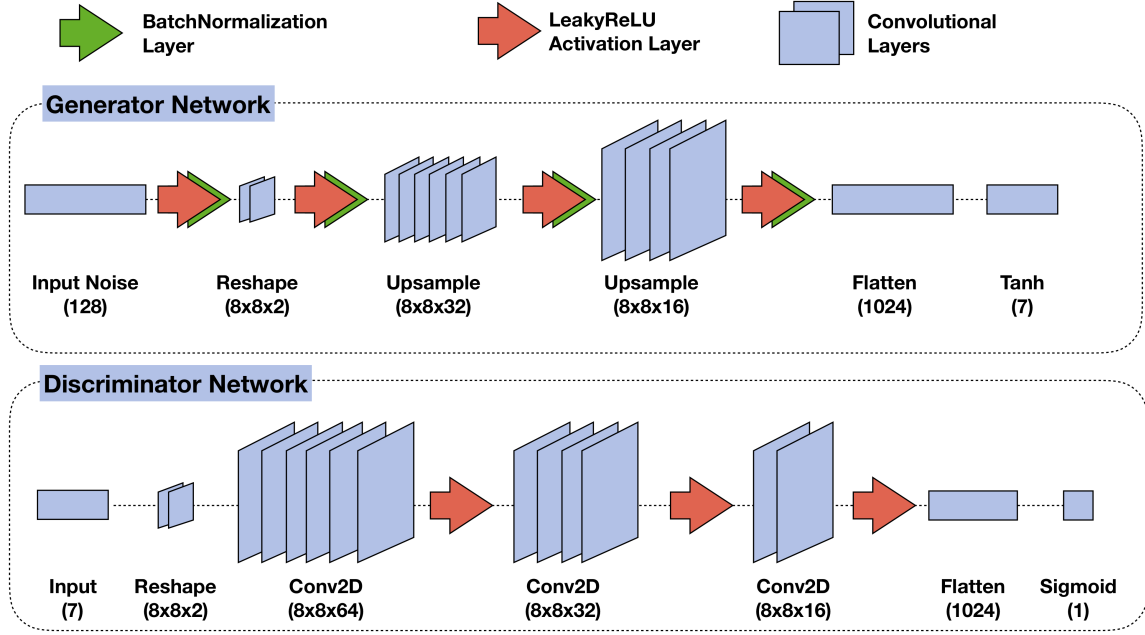 BatchNormalization
Layer
LeakyReLU
Activation Layer
Convolutional
Layers
Generator Network
Input Noise
(128)
Reshape
(8x8x2)
Upsample
(8x8x32)
Upsample
(8x8x16)
Flatten
(1024)
Tanh
(7)
Discriminator Network
Input
(7)
Reshape
(8x8x2)
Conv2D
(8x8x64)
Conv2D
(8x8x32)
Conv2D
(8x8x16)
Flatten
(1024)
Sigmoid
(1)